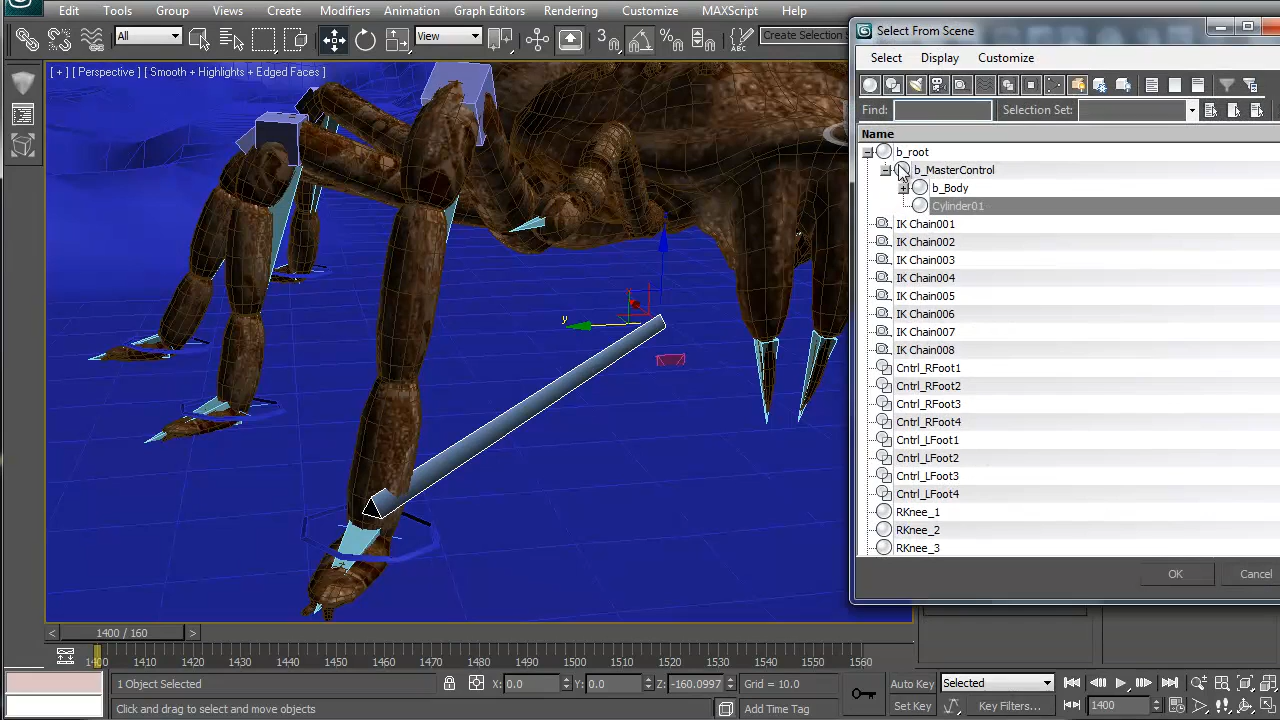 Edit Tools Group Views Create Modifiers Animation Graph Editors Rendering Customize MAXScript Help
All
View
3
Create Selection S
[ + ] [ Perspective ] [ Smooth + Highlights + Edged Faces ]
y
Select From Scene
Select Display Customize
Find: Selection Set:
Name
b_root
b_MasterControl
b_Body
Cylinder01
IK Chain001
IK Chain002
IK Chain003
IK Chain004
IK Chain005
IK Chain006
IK Chain007
IK Chain008
Cntrl_RFoot1
Cntrl_RFoot2
Cntrl_RFoot3
Cntrl_RFoot4
Cntrl_LFoot1
Cntrl_LFoot2
Cntrl_LFoot3
Cntrl_LFoot4
RKnee_1
RKnee_2
RKnee_3
OK Cancel
< 1400 / 160 >
1400 1410 1420 1430 1440 1450 1460 1470 1480 1490 1500 1510 1520 1530 1540 1550 1560
1 Object Selected X: 0.0 Y: 0.0 Z: -160.0997 Grid = 10.0 Auto Key Selected
Click and drag to select and move objects Add Time Tag Set Key Key Filters... 1400